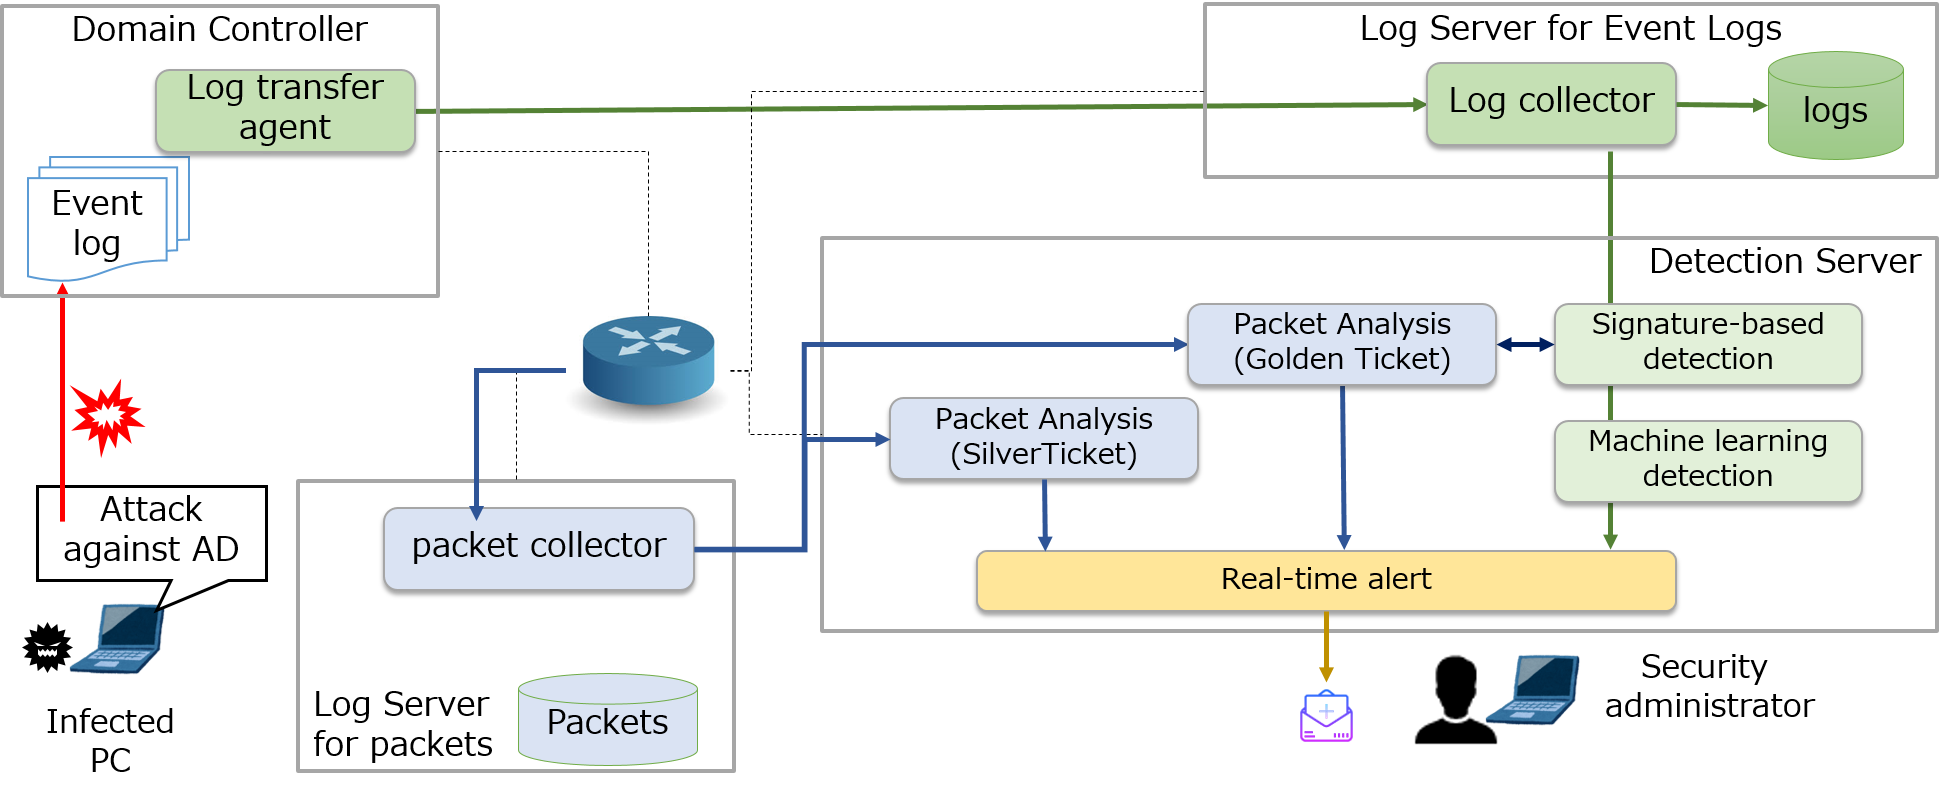 Domain Controller
Log transfer
agent
Event
log
Log Server for Event Logs
Log collector
logs
Detection Server
Packet Analysis
(Golden Ticket)
Signature-based
detection
Packet Analysis
(SilverTicket)
Machine learning
detection
Real-time alert
Attack
against AD
Infected
PC
packet collector
Log Server
for packets
Packets
Security
administrator